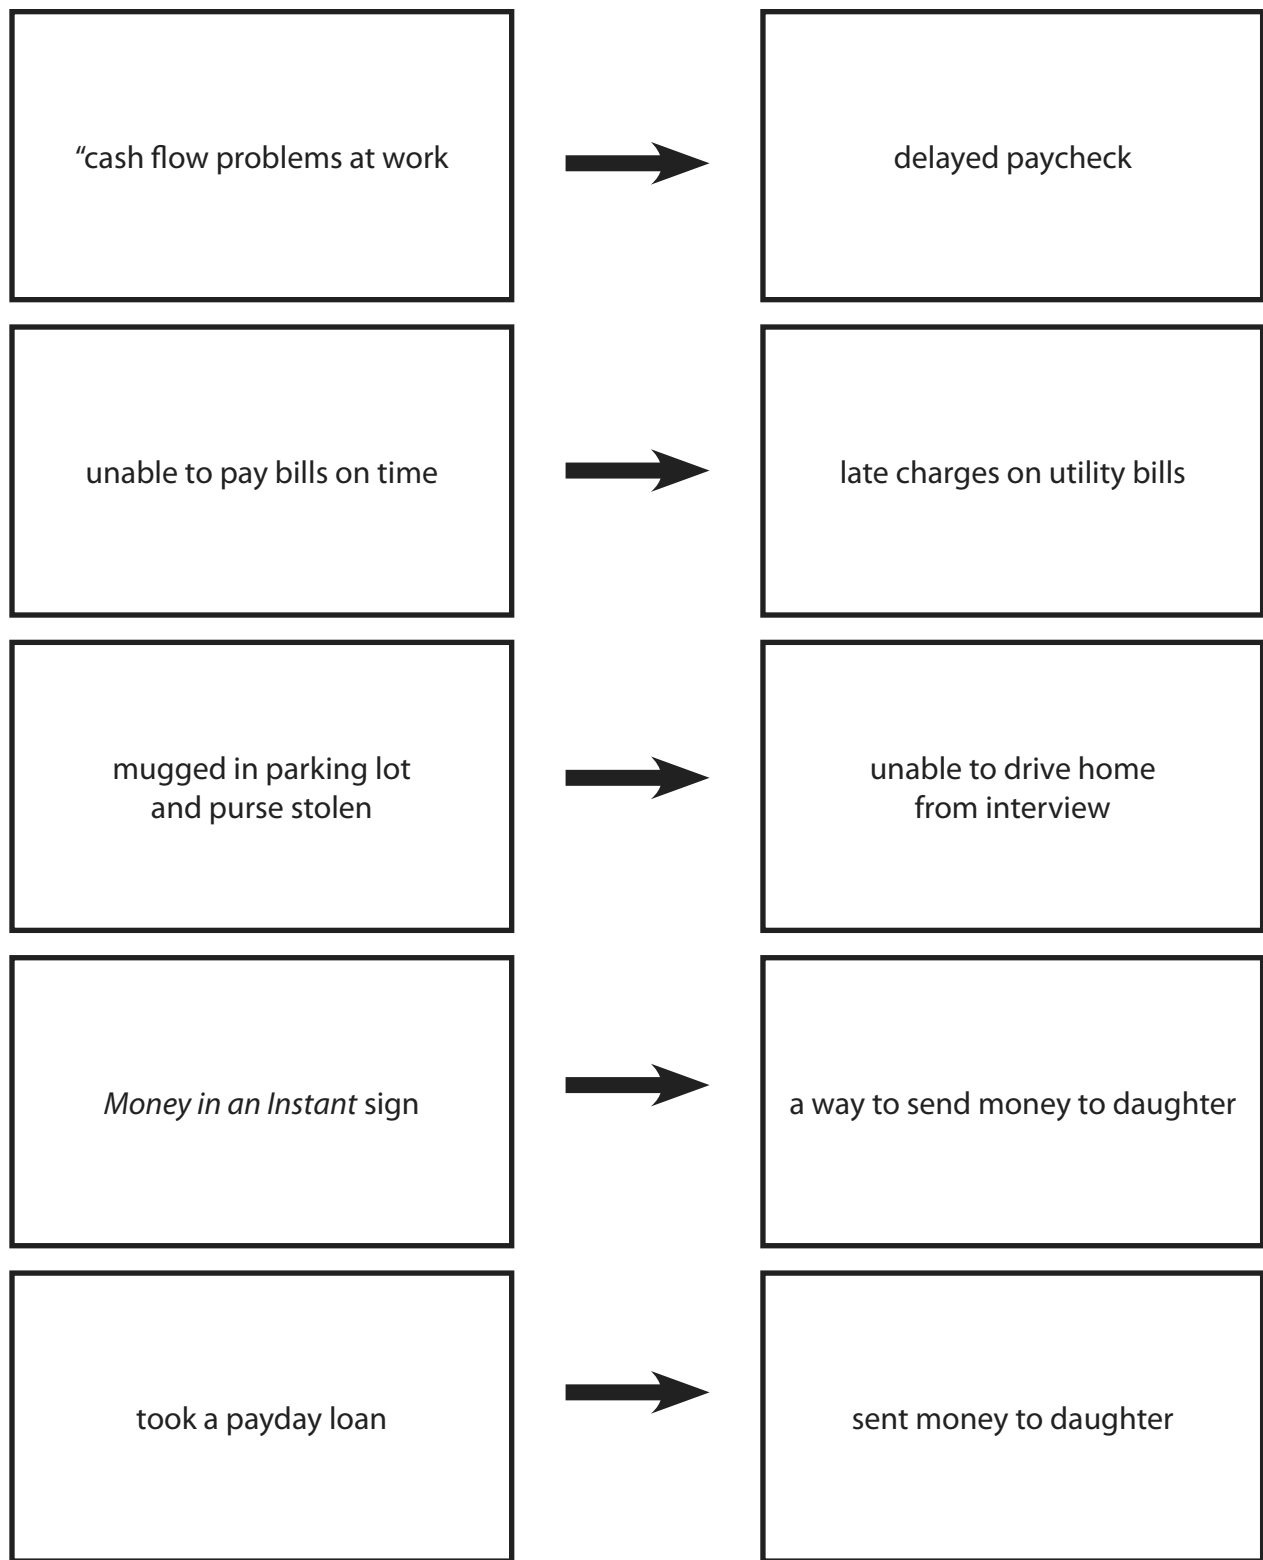 “cash flow problems at work
delayed paycheck
unable to pay bills on time
late charges on utility bills
mugged in parking lot
and purse stolen
unable to drive home
from interview
Money in an Instant sign
a way to send money to daughter
took a payday loan
sent money to daughter